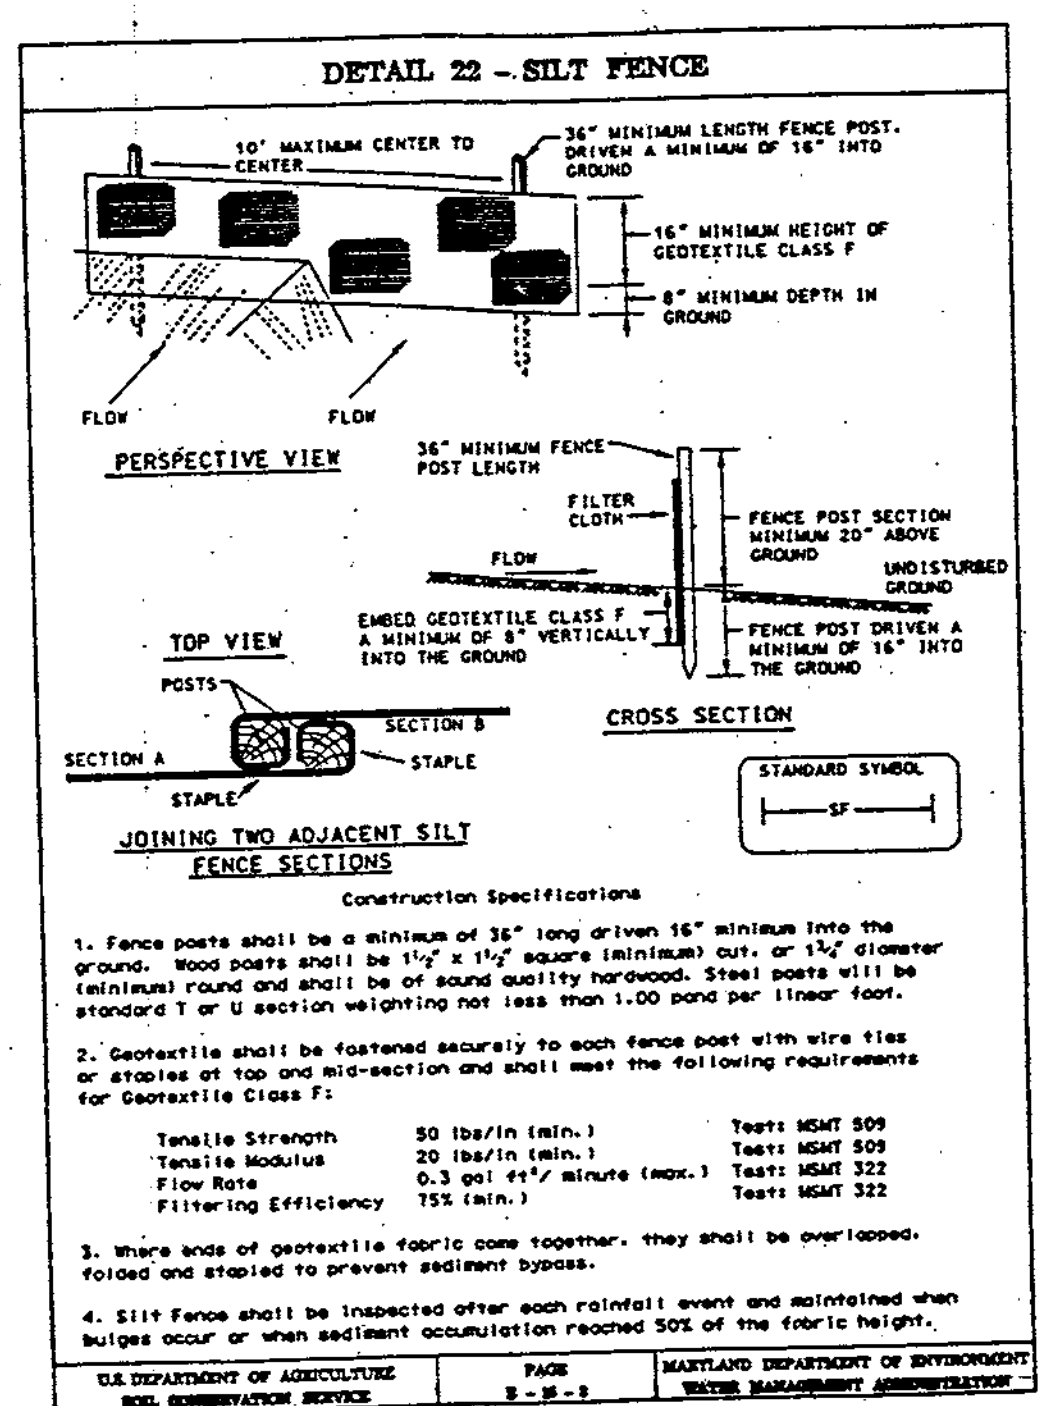 DETAIL 22 - SILT FENCE
10' MAXIMUM CENTER TO
CENTER
36" MINIMUM LENGTH FENCE POST.
DRIVEN A MINIMUM OF 16" INTO
GROUND
16" MINIMUM HEIGHT OF
GEOTEXTILE CLASS F
8" MINIMUM DEPTH IN
GROUND
FLOW
FLOW
PERSPECTIVE VIEW
36" MINIMUM FENCE
POST LENGTH
FILTER
CLOTH
FENCE POST SECTION
MINIMUM 20" ABOVE
GROUND
FLOW
UNDISTURBED
GROUND
EMBED GEOTEXTILE CLASS F
A MINIMUM OF 8" VERTICALLY
INTO THE GROUND
FENCE POST DRIVEN A
MINIMUM OF 16" INTO
THE GROUND
CROSS SECTION
TOP VIEW
POSTS
SECTION B
SECTION A
STAPLE
STAPLE
JOINING TWO ADJACENT SILT
FENCE SECTIONS
STANDARD SYMBOL
SF
Construction Specifications
1. Fence posts shall be a minimum of 36" long driven 16" minimum into the
ground. Wood posts shall be 1 1/2" x 1 1/2" square (minimum) cut, or 1 3/4" diameter
(minimum) round and shall be of sound quality hardwood. Steel posts will be
standard T or U section weighting not less than 1.00 pond per linear foot.
2. Geotextile shall be fastened securely to each fence post with wire ties
or staples at top and mid-section and shall meet the following requirements
for Geotextile Class F:
Tensile Strength 50 lbs/in (min.) Test: MSMT 509
Tensile Modulus 20 lbs/in (min.) Test: MSMT 509
Flow Rate 0.3 gal ft²/ minute (max.) Test: MSMT 322
Filtering Efficiency 75% (min.) Test: MSMT 322
3. Where ends of geotextile fabric come together, they shall be overlapped,
folded and stapled to prevent sediment bypass.
4. Silt Fence shall be inspected after each rainfall event and maintained when
bulges occur or when sediment accumulation reached 50% of the fabric height.
U.S. DEPARTMENT OF AGRICULTURE
SOIL CONSERVATION SERVICE
PAGE
MARYLAND DEPARTMENT OF ENVIRONMENT
WATER MANAGEMENT ADMINISTRATION